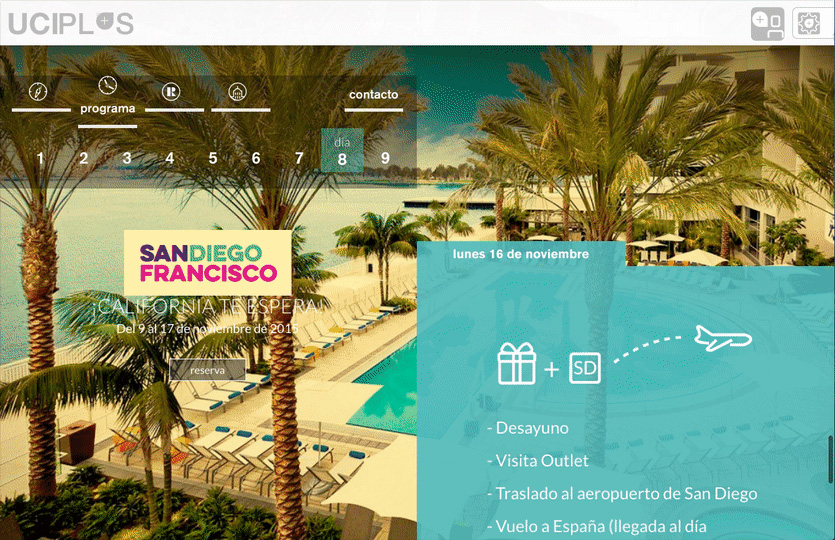 UCIPLUS
programa
contacto
1 2 3 4 5 6 7 día 8 9
SANDIEGO
FRANCISCO
¡CALIFORNIA TE ESPERA!
Del 9 al 17 de noviembre de 2015
reserva
lunes 16 de noviembre
+ SD
- Desayuno
- Visita Outlet
- Traslado al aeropuerto de San Diego
- Vuelo a España (llegada al día